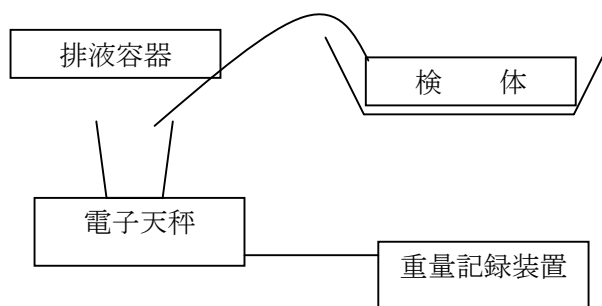 排液容器
検　　体
電子天秤
重量記録装置